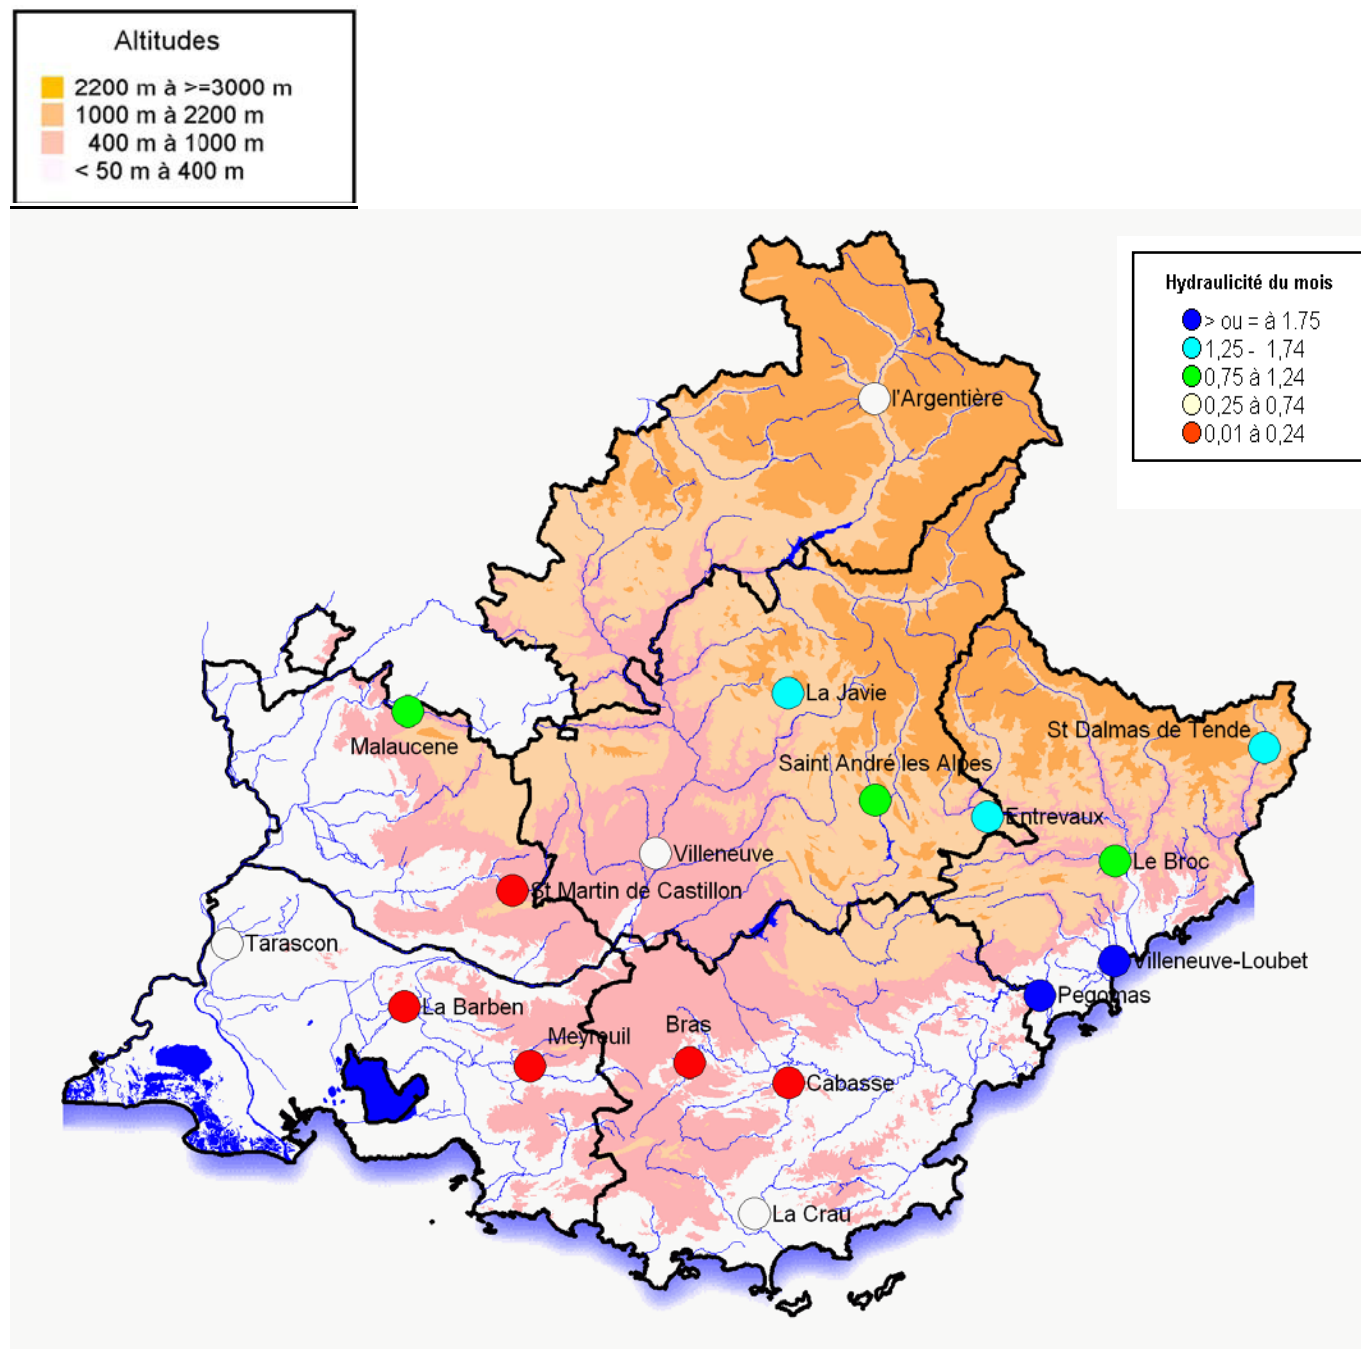 Altitudes
2200 m à >=3000 m
1000 m à 2200 m
400 m à 1000 m
< 50 m à 400 m
Hydraulicité du mois
> ou = à 1.75
1,25 - 1,74
0,75 à 1,24
0,25 à 0,74
0,01 à 0,24
l'Argentière
La Javie
Malaucene
St Dalmas de Tende
Saint André les Alpes
Entrevaux
Villeneuve
Le Broc
St Martin de Castillon
Tarascon
Villeneuve-Loubet
Pegomas
La Barben
Bras
Meyreuil
Cabasse
La Crau